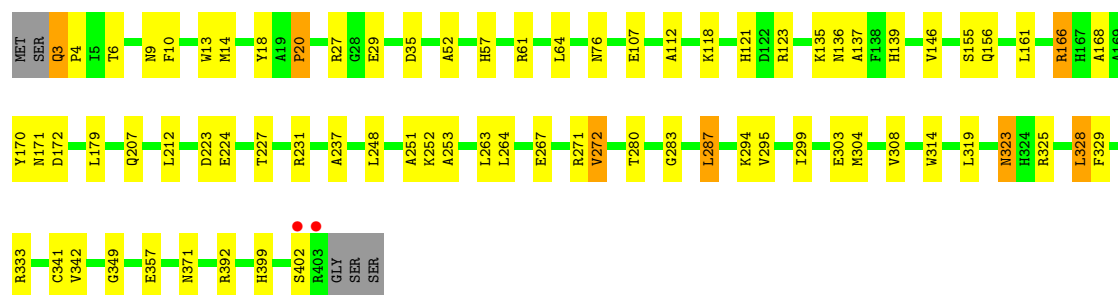 MET SER Q3 P4 I5 T6 N9 F10 W13 M14 Y18 A19 P20 R27 G28 E29 D35 A52 H57 R61 L64 N76 E107 A112 K118 H121 D122 R123 K135 N136 A137 F138 H139 V146 S155 Q156 L161 R166 H167 A168 A169
Y170 N171 D172 L179 Q207 L212 D223 E224 T227 R231 A237 L248 A251 K252 A253 L263 L264 E267 R271 V272 T280 G283 L287 K294 V295 I299 E303 M304 V308 W314 L319 N323 H324 R325 L328 F329
R333 C341 V342 G349 E357 N371 R392 H399 S402 R403 GLY SER SER